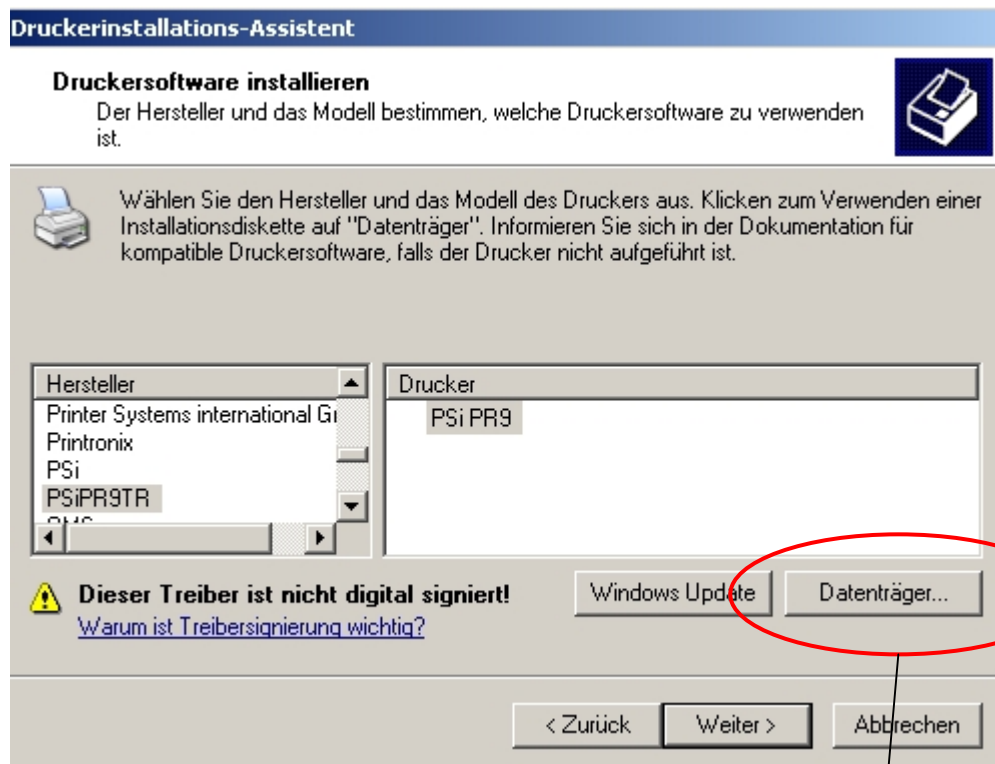 Druckerinstallations-Assistent
Druckersoftware installieren
Der Hersteller und das Modell bestimmen, welche Druckersoftware zu verwenden
ist.
Wählen Sie den Hersteller und das Modell des Druckers aus. Klicken zum Verwenden einer
Installationsdiskette auf "Datenträger". Informieren Sie sich in der Dokumentation für
kompatible Druckersoftware, falls der Drucker nicht aufgeführt ist.
Hersteller
Printer Systems international
Printronix
PSi
PSiPR9TR
Drucker
PSi PR9
Dieser Treiber ist nicht digital signiert!
Warum ist Treibersignierung wichtig?
Windows Update
Datenträger...
< Zurück
Weiter >
Abbrechen